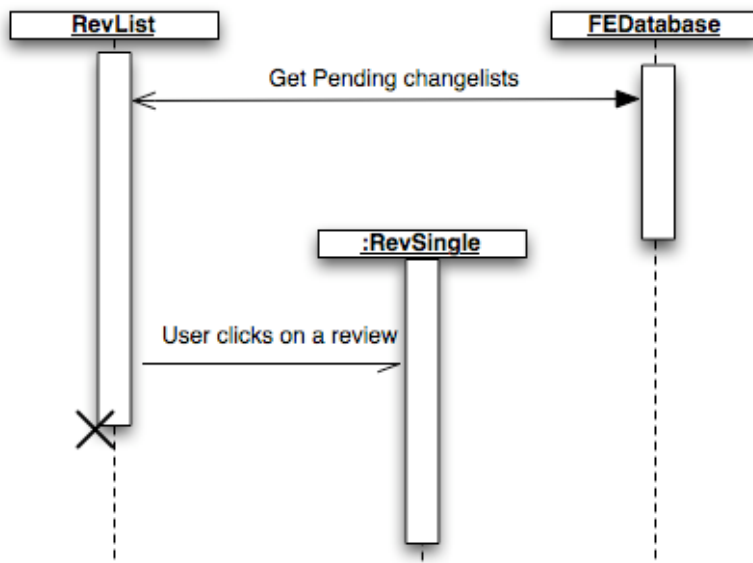 RevList
FEDatabase
Get Pending changelists
:RevSingle
User clicks on a review